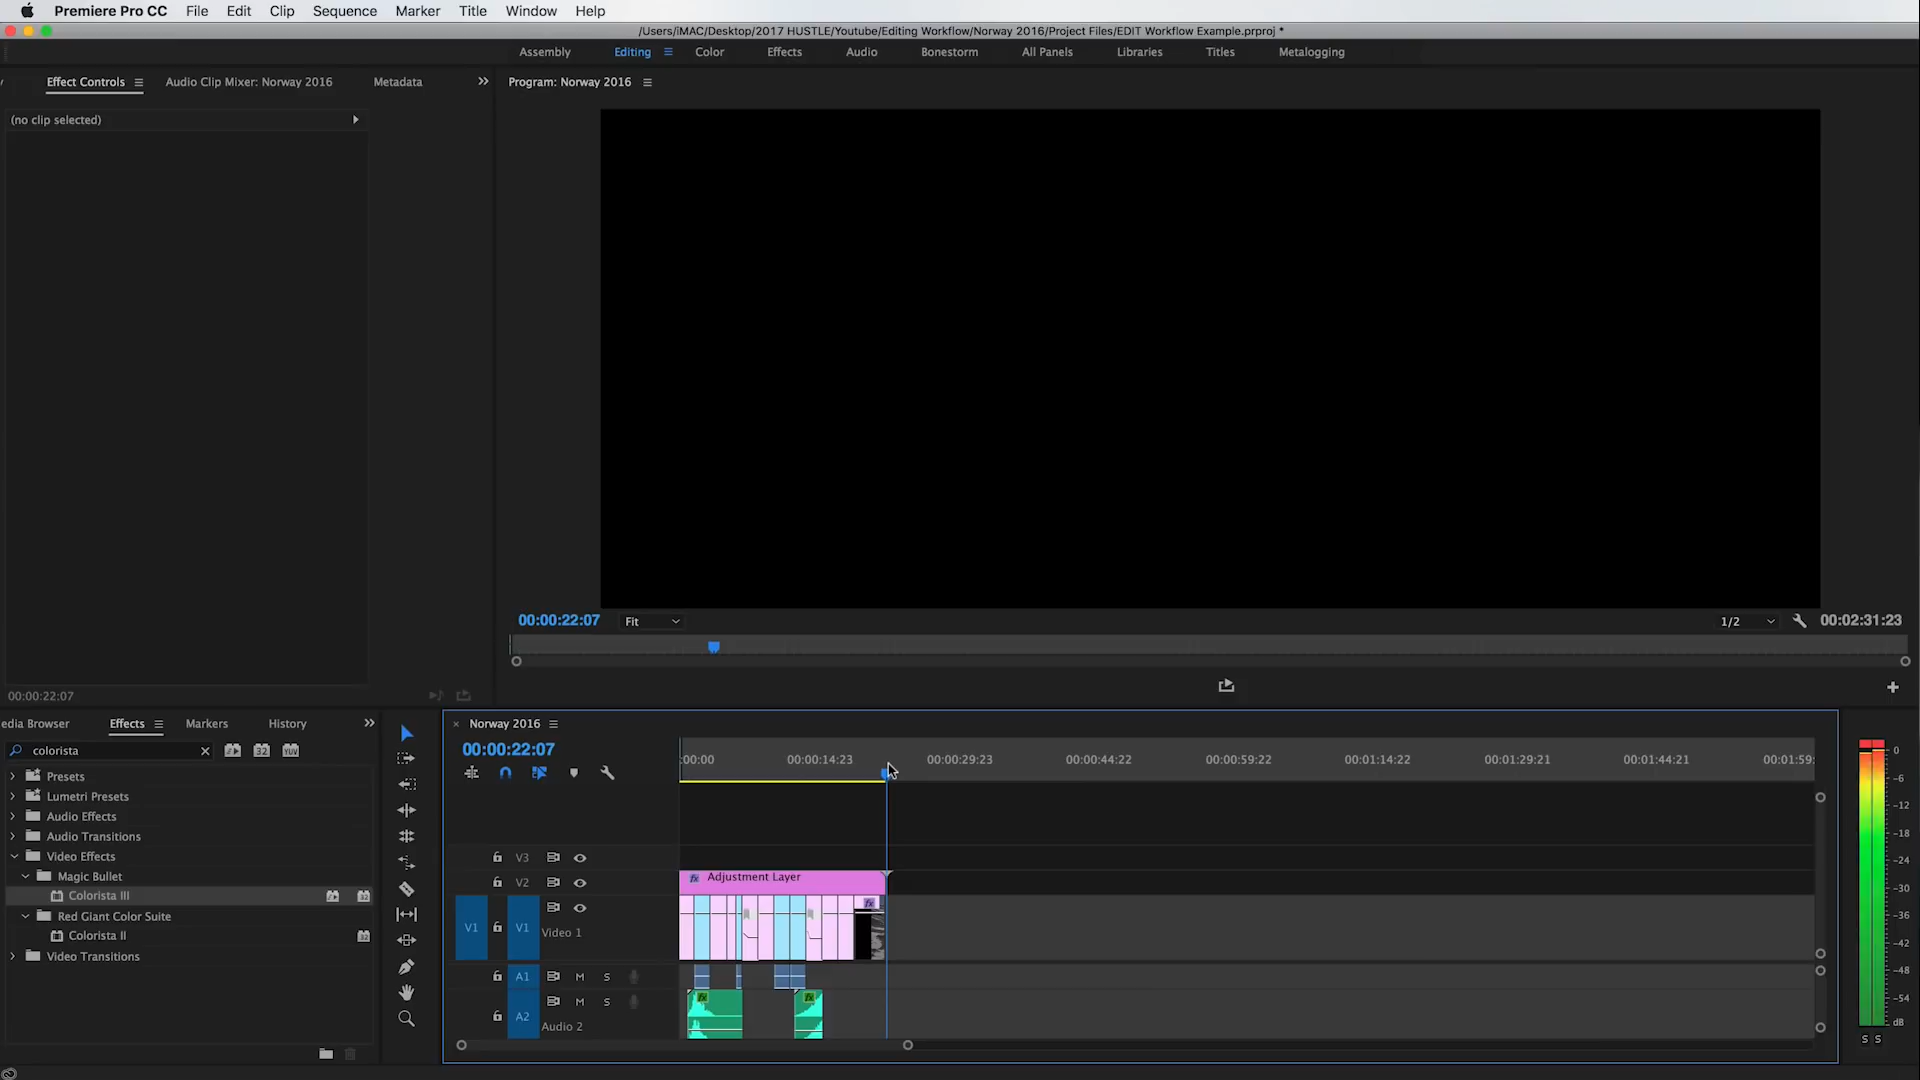 Premiere Pro CC File Edit Clip Sequence Marker Title Window Help
/Users/iMAC/Desktop/2017 HUSTLE/Youtube/Editing Workflow/Norway 2016/Project Files/EDIT Workflow Example.prproj *
Assembly Editing Color Effects Audio Bonestorm All Panels Libraries Titles Metalogging
Effect Controls Audio Clip Mixer: Norway 2016 Metadata
Program: Norway 2016
(no clip selected)
00:00:22:07 Fit 1/2 00:02:31:23
00:00:22:07
edia Browser Effects Markers History
Norway 2016
colorista
32 YUV
00:00:22:07
:00:00 00:00:14:23 00:00:29:23 00:00:44:22 00:00:59:22 00:01:14:22 00:01:29:21 00:01:44:21 00:01:59:
Presets
Lumetri Presets
Audio Effects
Audio Transitions
Video Effects
Magic Bullet
Colorista III
32
Red Giant Color Suite
Colorista II
32
Video Transitions
V3
V2
fx Adjustment Layer
V1 V1 Video 1
fx
A1 M S
A2 M S
Audio 2
fx fx
0
-6
-12
-18
-24
-30
-36
-42
-48
-54
dB
S S